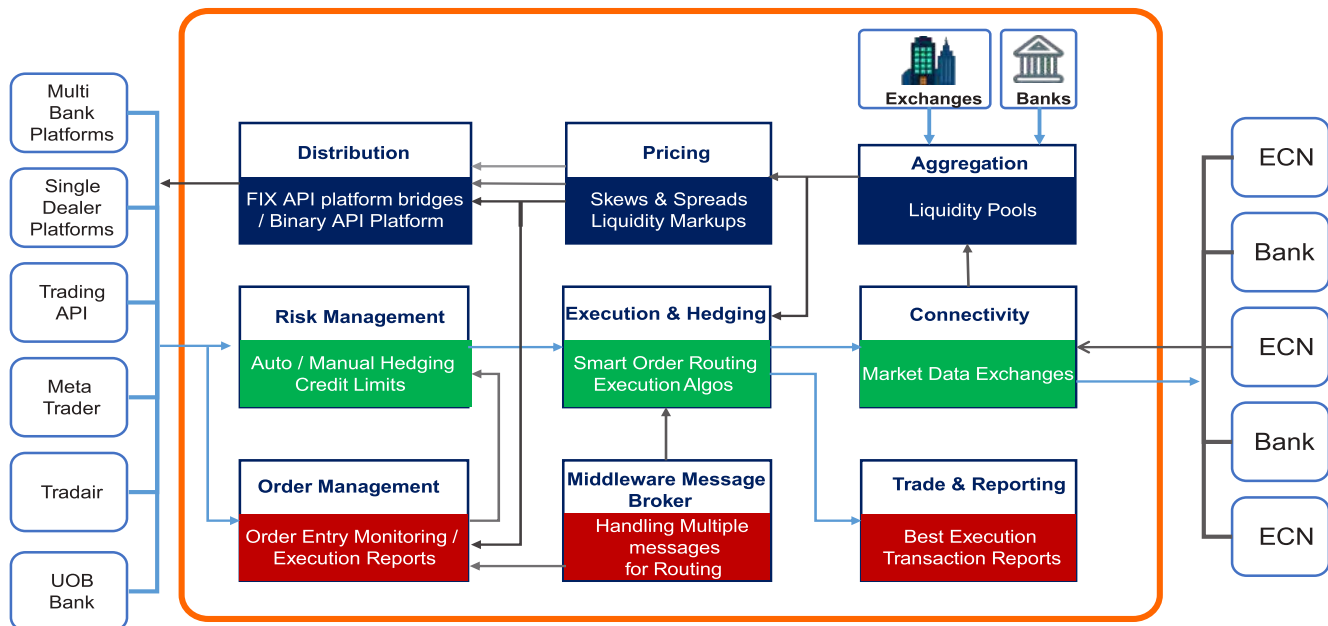 Multi
Bank
Platforms
Single
Dealer
Platforms
Trading
API
Meta
Trader
Tradair
UOB
Bank
Exchanges
Banks
Distribution
FIX API platform bridges
/ Binary API Platform
Pricing
Skews & Spreads
Liquidity Markups
Aggregation
Liquidity Pools
Risk Management
Auto / Manual Hedging
Credit Limits
Execution & Hedging
Smart Order Routing
Execution Algos
Connectivity
Market Data Exchanges
Order Management
Order Entry Monitoring /
Execution Reports
Middleware Message
Broker
Handling Multiple
messages
for Routing
Trade & Reporting
Best Execution
Transaction Reports
ECN
Bank
ECN
Bank
ECN